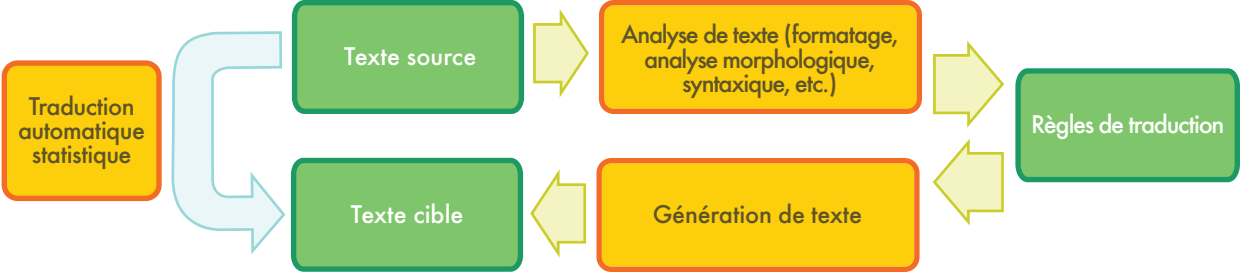 Traduction
automatique
statistique
Texte source
Analyse de texte (formatage,
analyse morphologique,
syntaxique, etc.)
Règles de traduction
Texte cible
Génération de texte